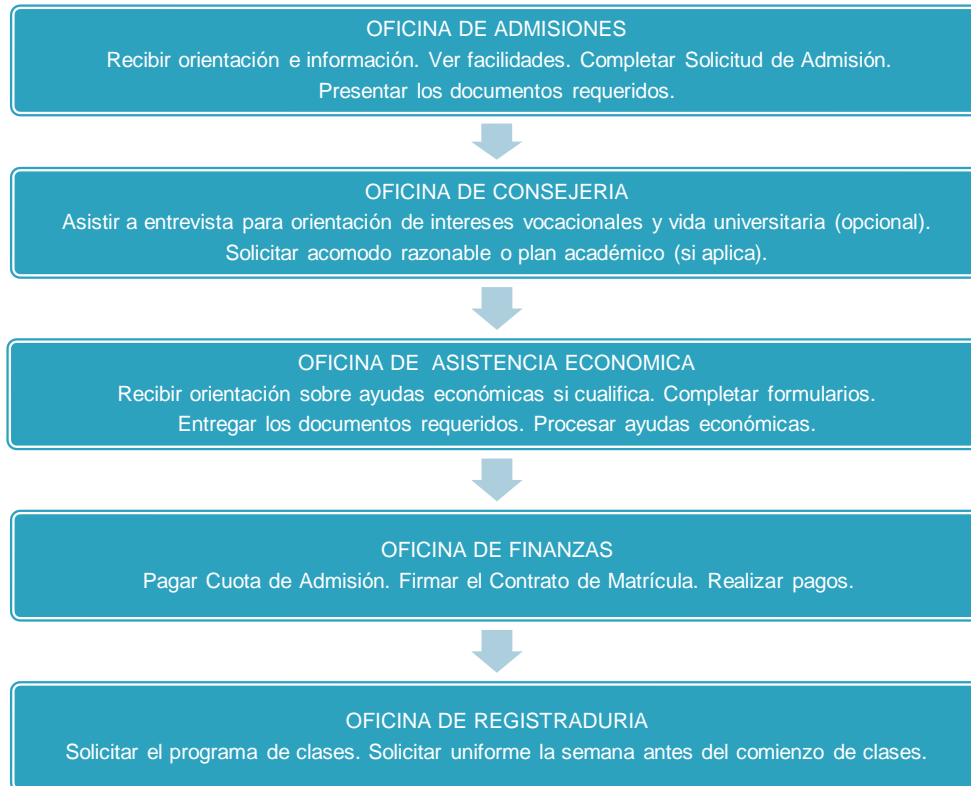 OFICINA DE ADMISIONES
Recibir orientación e información. Ver facilidades. Completar Solicitud de Admisión.
Presentar los documentos requeridos.
OFICINA DE CONSEJERIA
Asistir a entrevista para orientación de intereses vocacionales y vida universitaria (opcional).
Solicitar acomodo razonable o plan académico (si aplica).
OFICINA DE ASISTENCIA ECONOMICA
Recibir orientación sobre ayudas económicas si cualifica. Completar formularios.
Entregar los documentos requeridos. Procesar ayudas económicas.
OFICINA DE FINANZAS
Pagar Cuota de Admisión. Firmar el Contrato de Matrícula. Realizar pagos.
OFICINA DE REGISTRADURIA
Solicitar el programa de clases. Solicitar uniforme la semana antes del comienzo de clases.